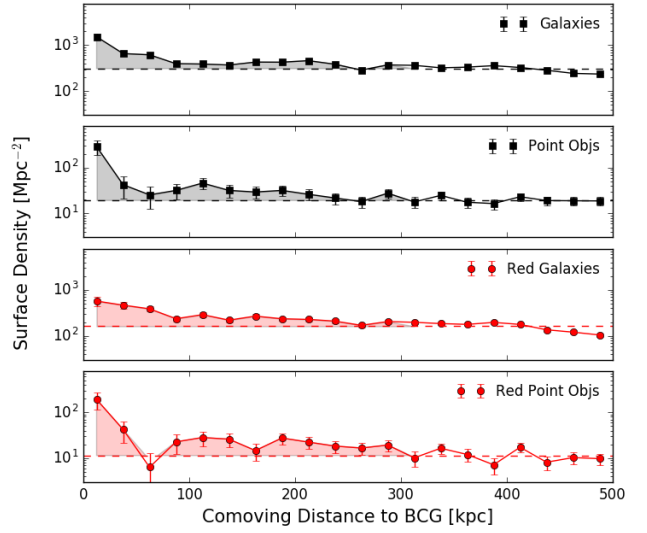 Galaxies
10³
10²
Point Objs
10²
10¹
Red Galaxies
10³
10²
Red Point Objs
10²
10¹
0 100 200 300 400 500
Comoving Distance to BCG [kpc]
Surface Density [Mpc⁻²]